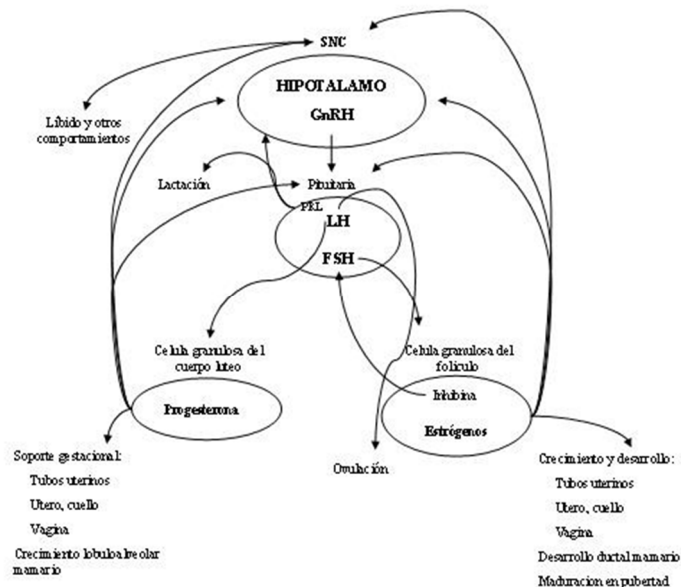 SNC
HIPOTALAMO
GnRH
Líbido y otros
comportamientos
Lactación
Pituitaria
PRL
LH
FSH
Celula granulosa del
cuerpo luteo
Celula granulosa del
foliculo
Progesterona
Inhibina
Estrógenos
Soporte gestacional:
Tubos uterinos
Utero, cuello
Vagina
Crecimiento lobuloalveolar
mamario
Ovulación
Crecimiento y desarrollo:
Tubos uterinos
Utero, cuello
Vagina
Desarrollo ductal mamario
Maduracion en pubertad